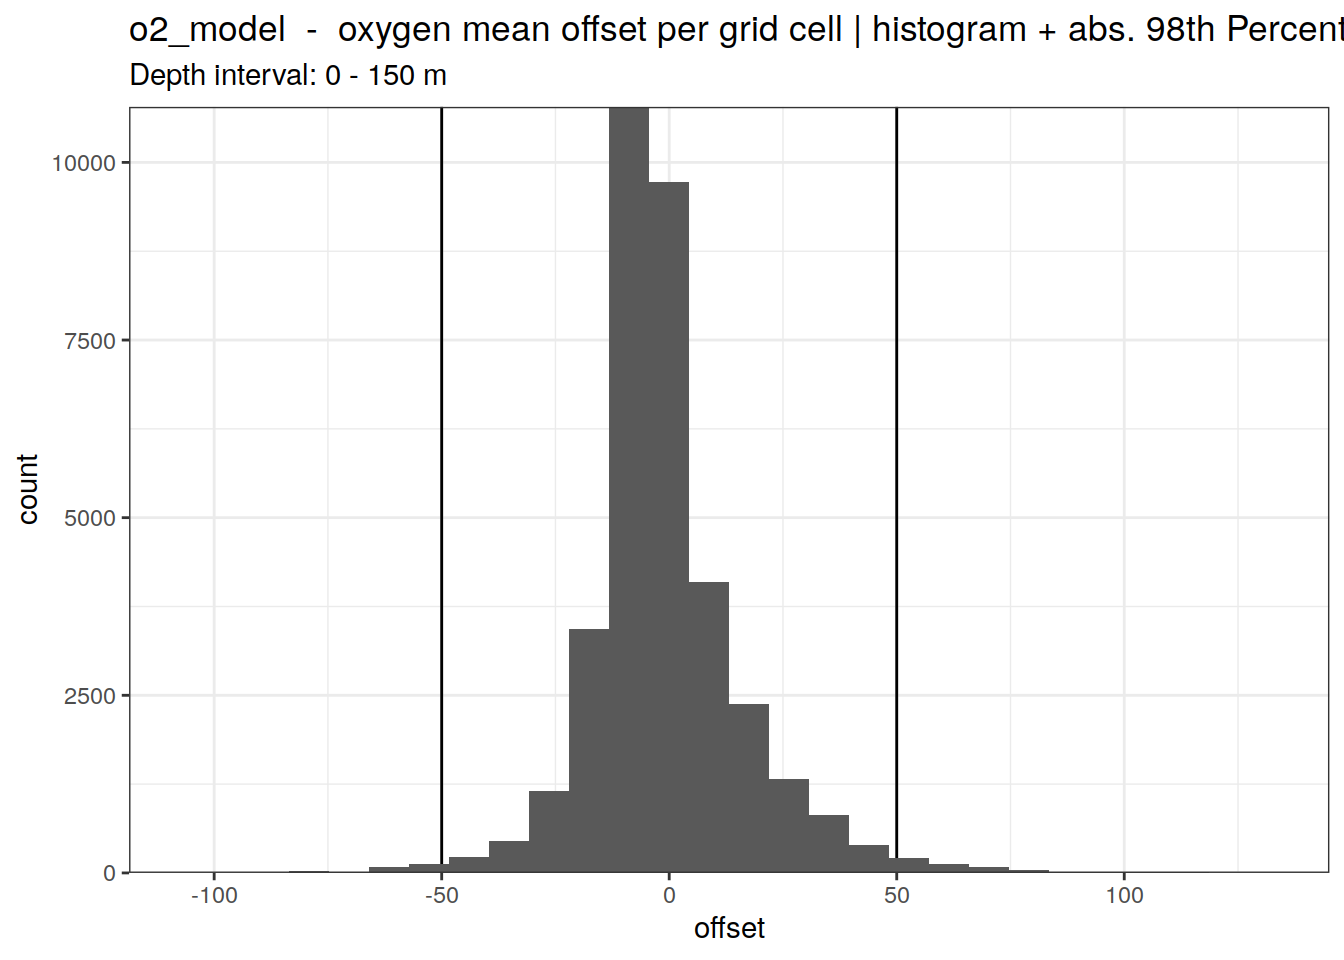 o2_model  -  oxygen mean offset per grid cell | histogram + abs. 98th Percent
Depth interval: 0 - 150 m
10000
7500
5000
2500
0
count
-100
-50
0
50
100
offset